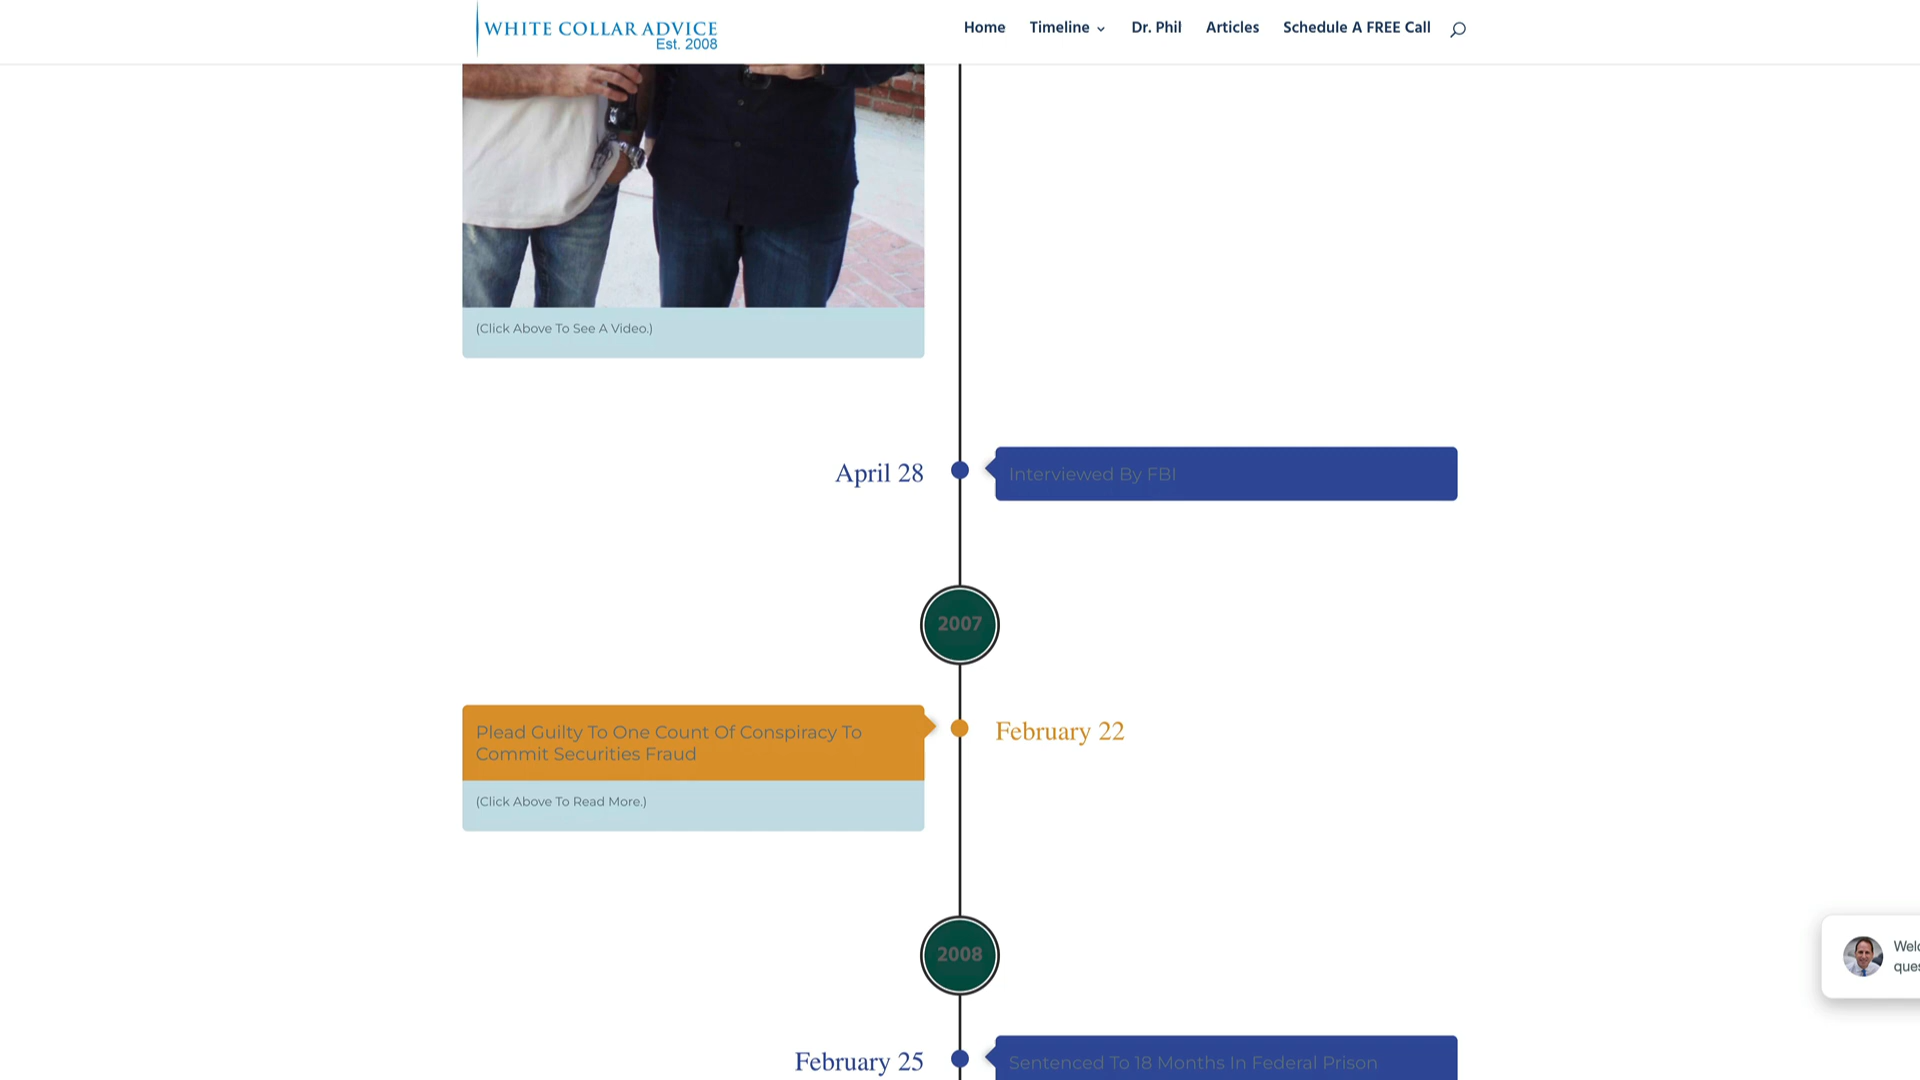 WHITE COLLAR ADVICE
Est. 2008
Home Timeline Dr. Phil Articles Schedule A FREE Call
(Click Above To See A Video.)
April 28
Interviewed By FBI
2007
Plead Guilty To One Count Of Conspiracy To
Commit Securities Fraud
February 22
(Click Above To Read More.)
2008
February 25
Sentenced To 18 Months In Federal Prison